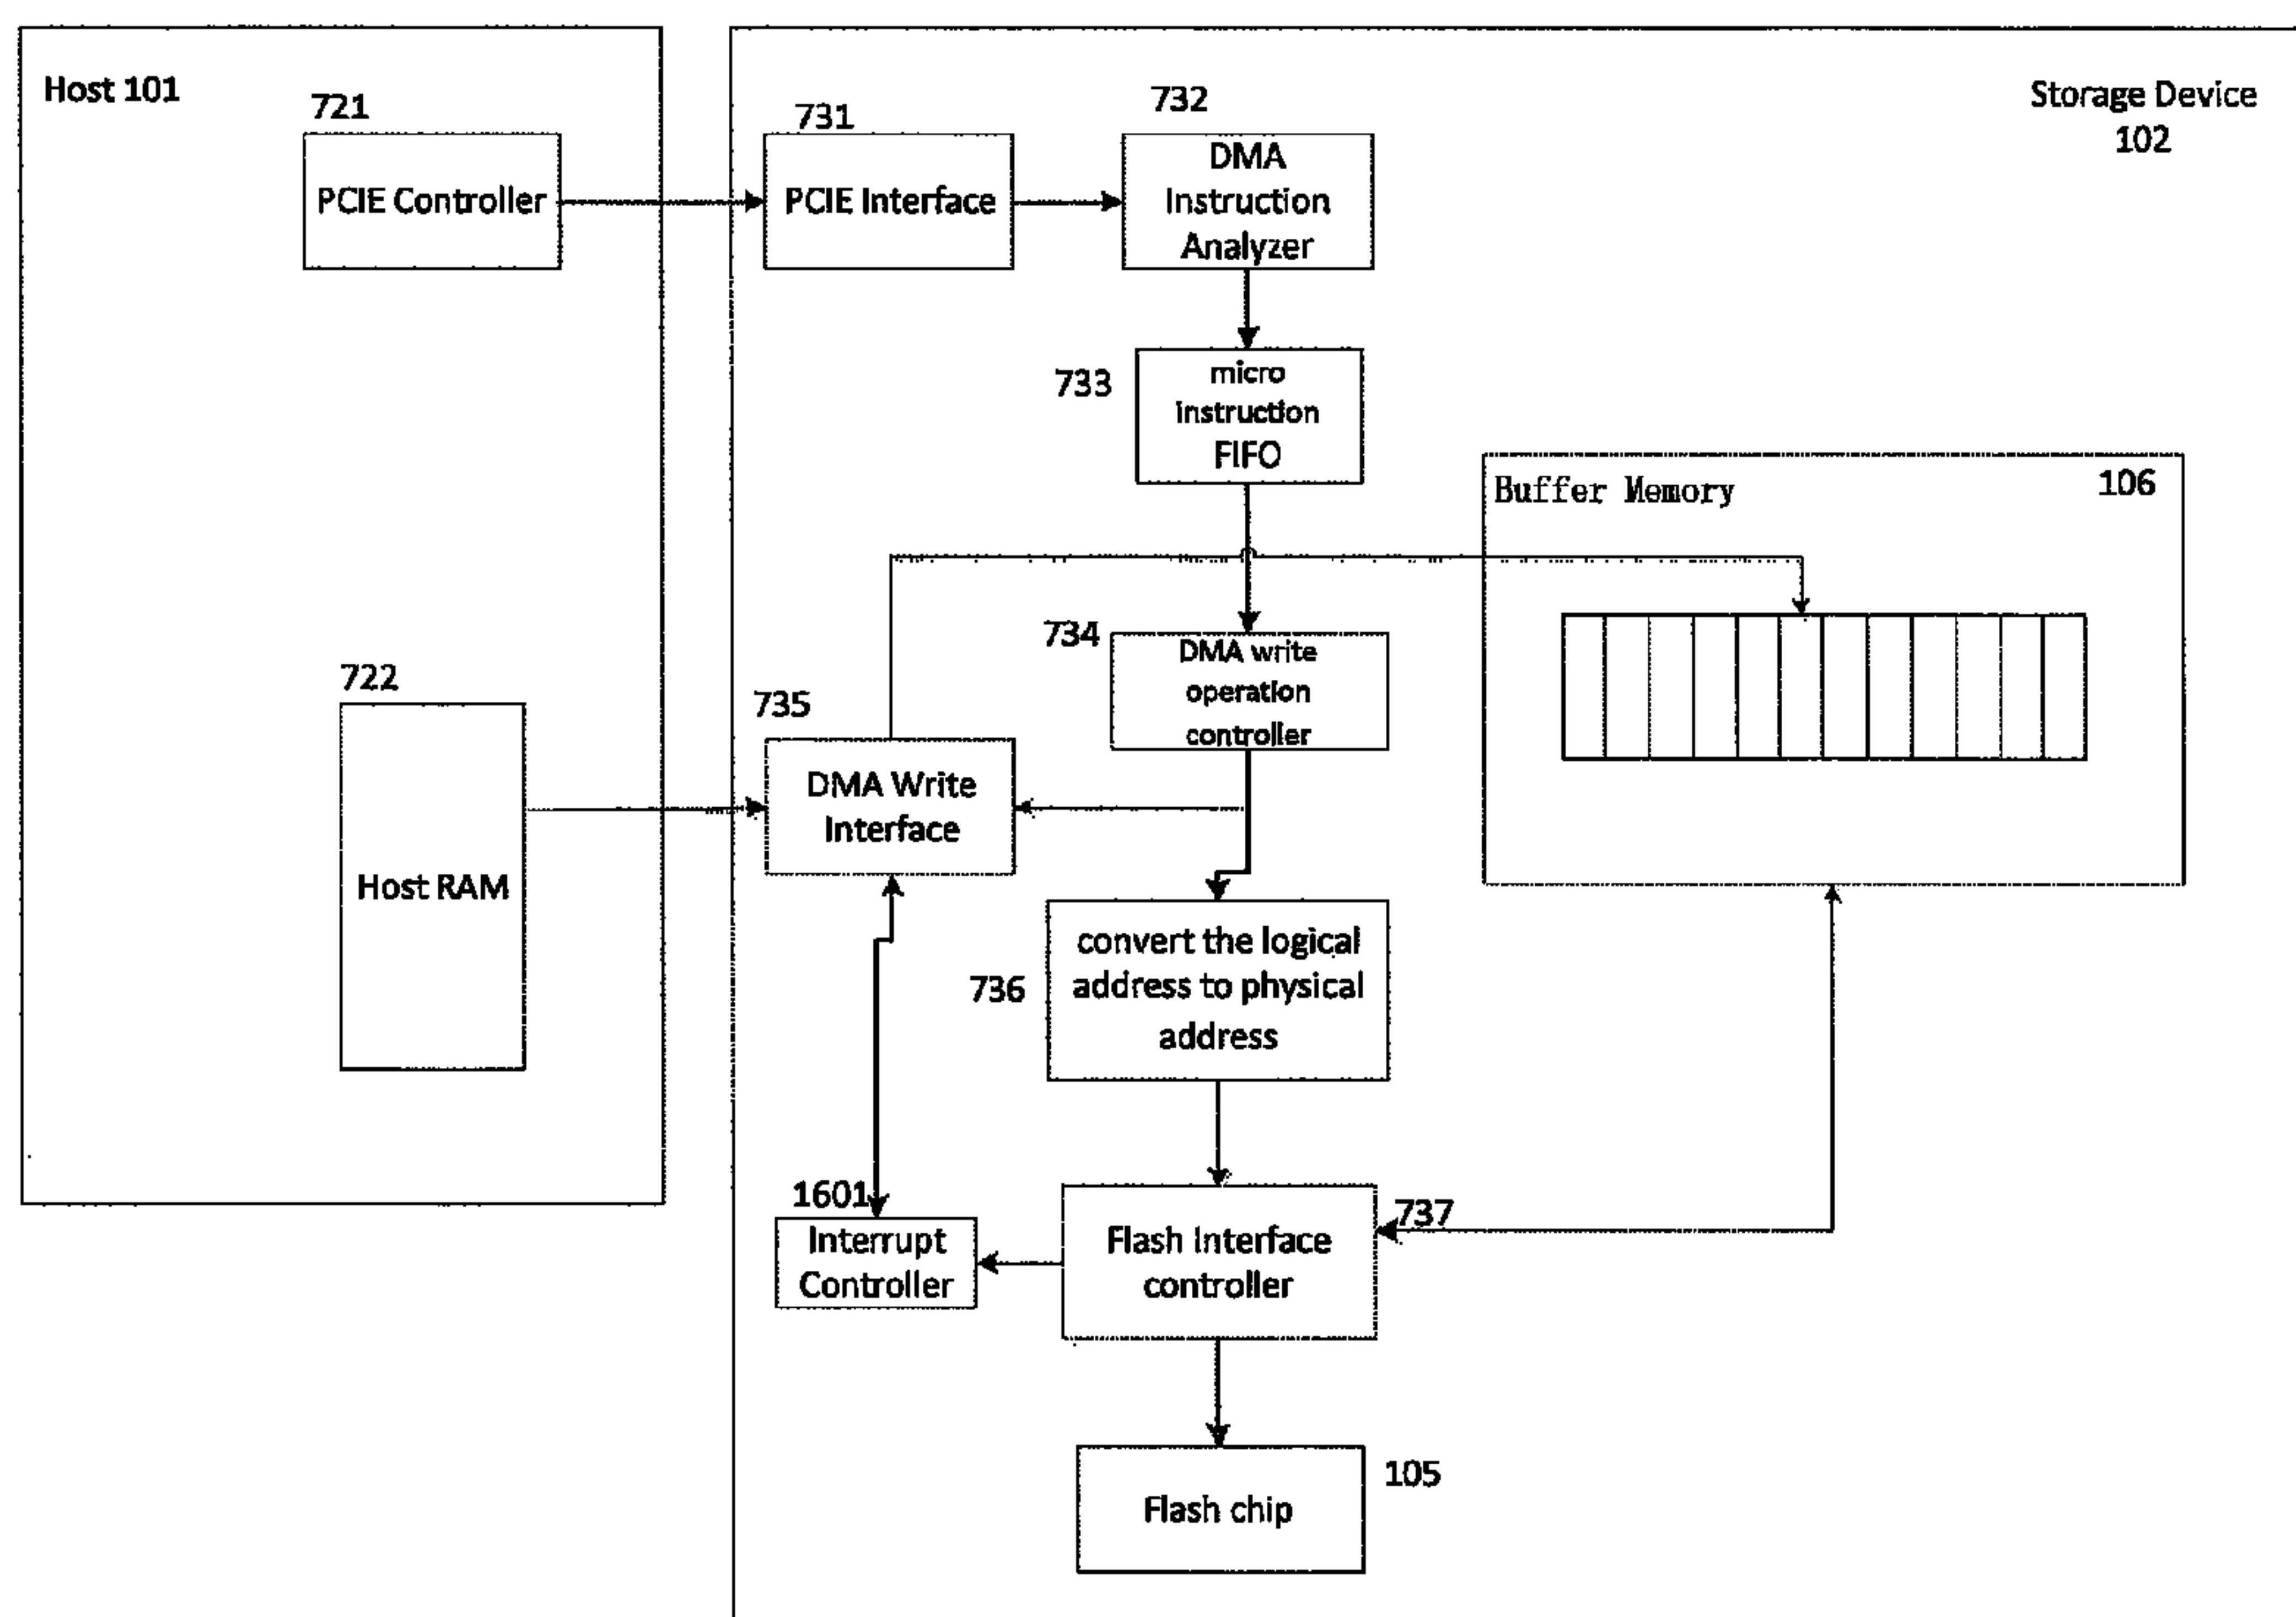 Host 101
721
PCIE Controller
722
Host RAM
Storage Device
102
731
PCIE Interface
732
DMA
Instruction
Analyzer
733
micro
instruction
FIFO
Buffer Memory
106
734
DMA write
operation
controller
735
DMA Write
Interface
736
convert the logical
address to physical
address
1601
Interrupt
Controller
737
Flash Interface
controller
105
Flash chip